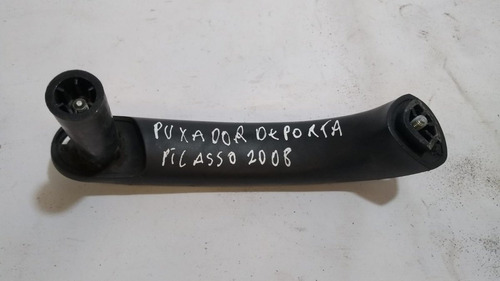 PUXADOR DE PORTA
PICASSO 2008